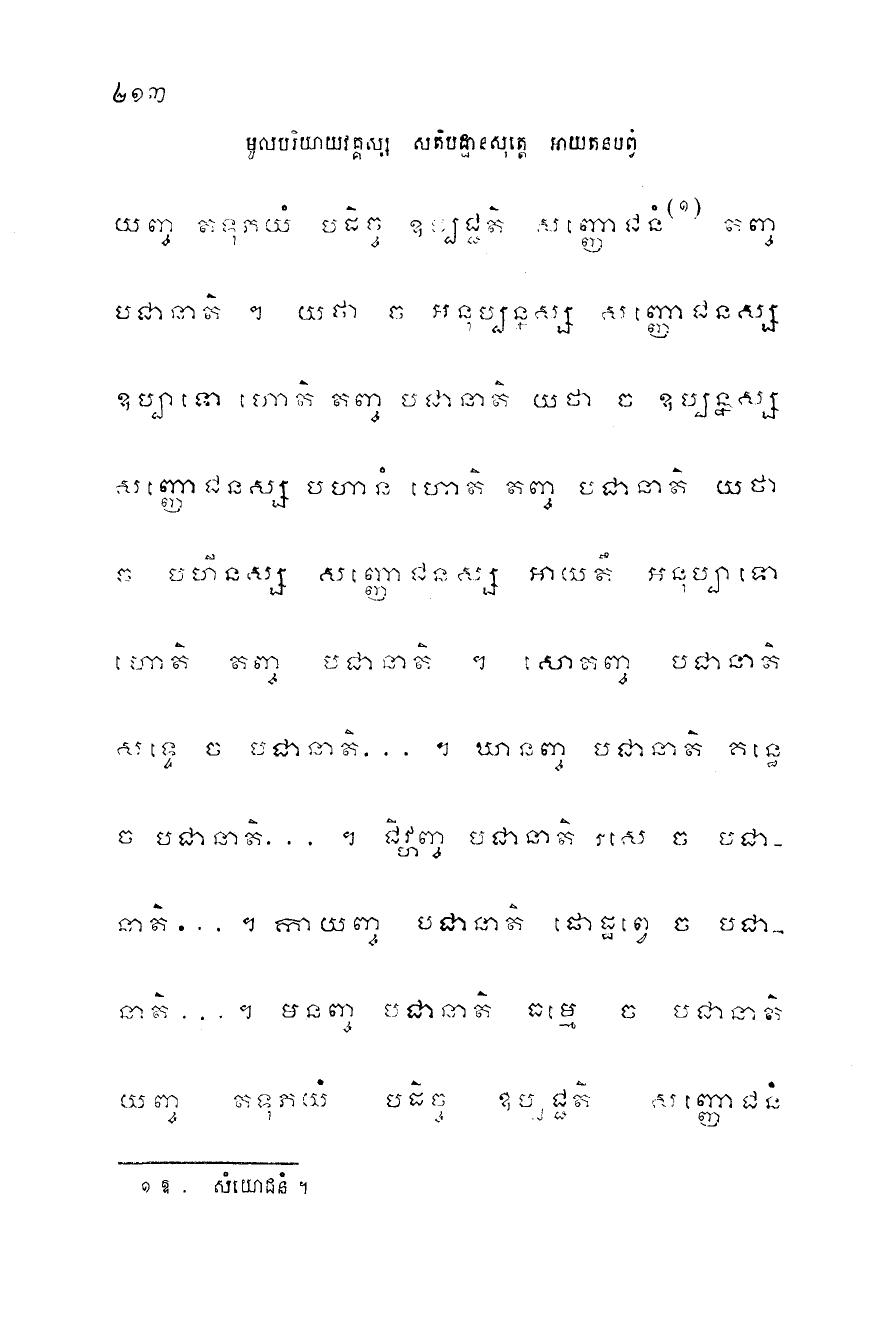 ២១៣
មូលបរិយាយវគ្គស្ស សតិបដ្ឋានសុត្តេ អាយតនបព្វំ
យញ្ច តទុភយំ បដិច្ច ឧប្បជ្ជតិ សញ្ញោជនំ(១) តញ្ច
បជានាតិ ។ យថា ច អនុប្បន្នស្ស សញ្ញោជនស្ស
ឧប្បាទោ ហោតិ តញ្ច បជានាតិ យថា ច ឧប្បន្នស្ស
សញ្ញោជនស្ស បហានំ ហោតិ តញ្ច បជានាតិ យថា
ច បហីនស្ស សញ្ញោជនស្ស អាយតឹ អនុប្បាទោ
ហោតិ តញ្ច បជានាតិ ។ សោតញ្ច បជានាតិ
សទ្ទេ ច បជានាតិ... ។ ឃានញ្ច បជានាតិ គន្ធេ
ច បជានាតិ... ។ ជិវ្ហញ្ច បជានាតិ រសេ ច បជា-
នាតិ... ។ កាយញ្ច បជានាតិ ផោដ្ឋព្វេ ច បជា-
នាតិ... ។ មនញ្ច បជានាតិ ធម្មេ ច បជានាតិ
យញ្ច តទុភយំ បដិច្ច ឧប្បជ្ជតិ សញ្ញោជនំ
១ ឱ. សំយោជនំ ។